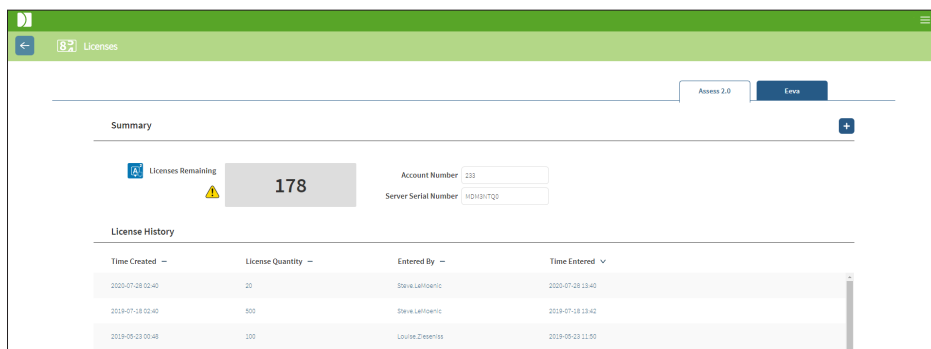 Licenses
Assess 2.0 Eeva
Summary +
Licenses Remaining
178
Account Number 233
Server Serial Number MDM3NTQ0
License History
Time Created License Quantity Entered By Time Entered
2020-07-28 02:40 20 Steve.LeMoenic 2020-07-28 13:40
2019-07-18 02:40 500 Steve.LeMoenic 2019-07-18 13:42
2019-05-23 00:48 100 Louise.Zieseniss 2019-05-23 11:50